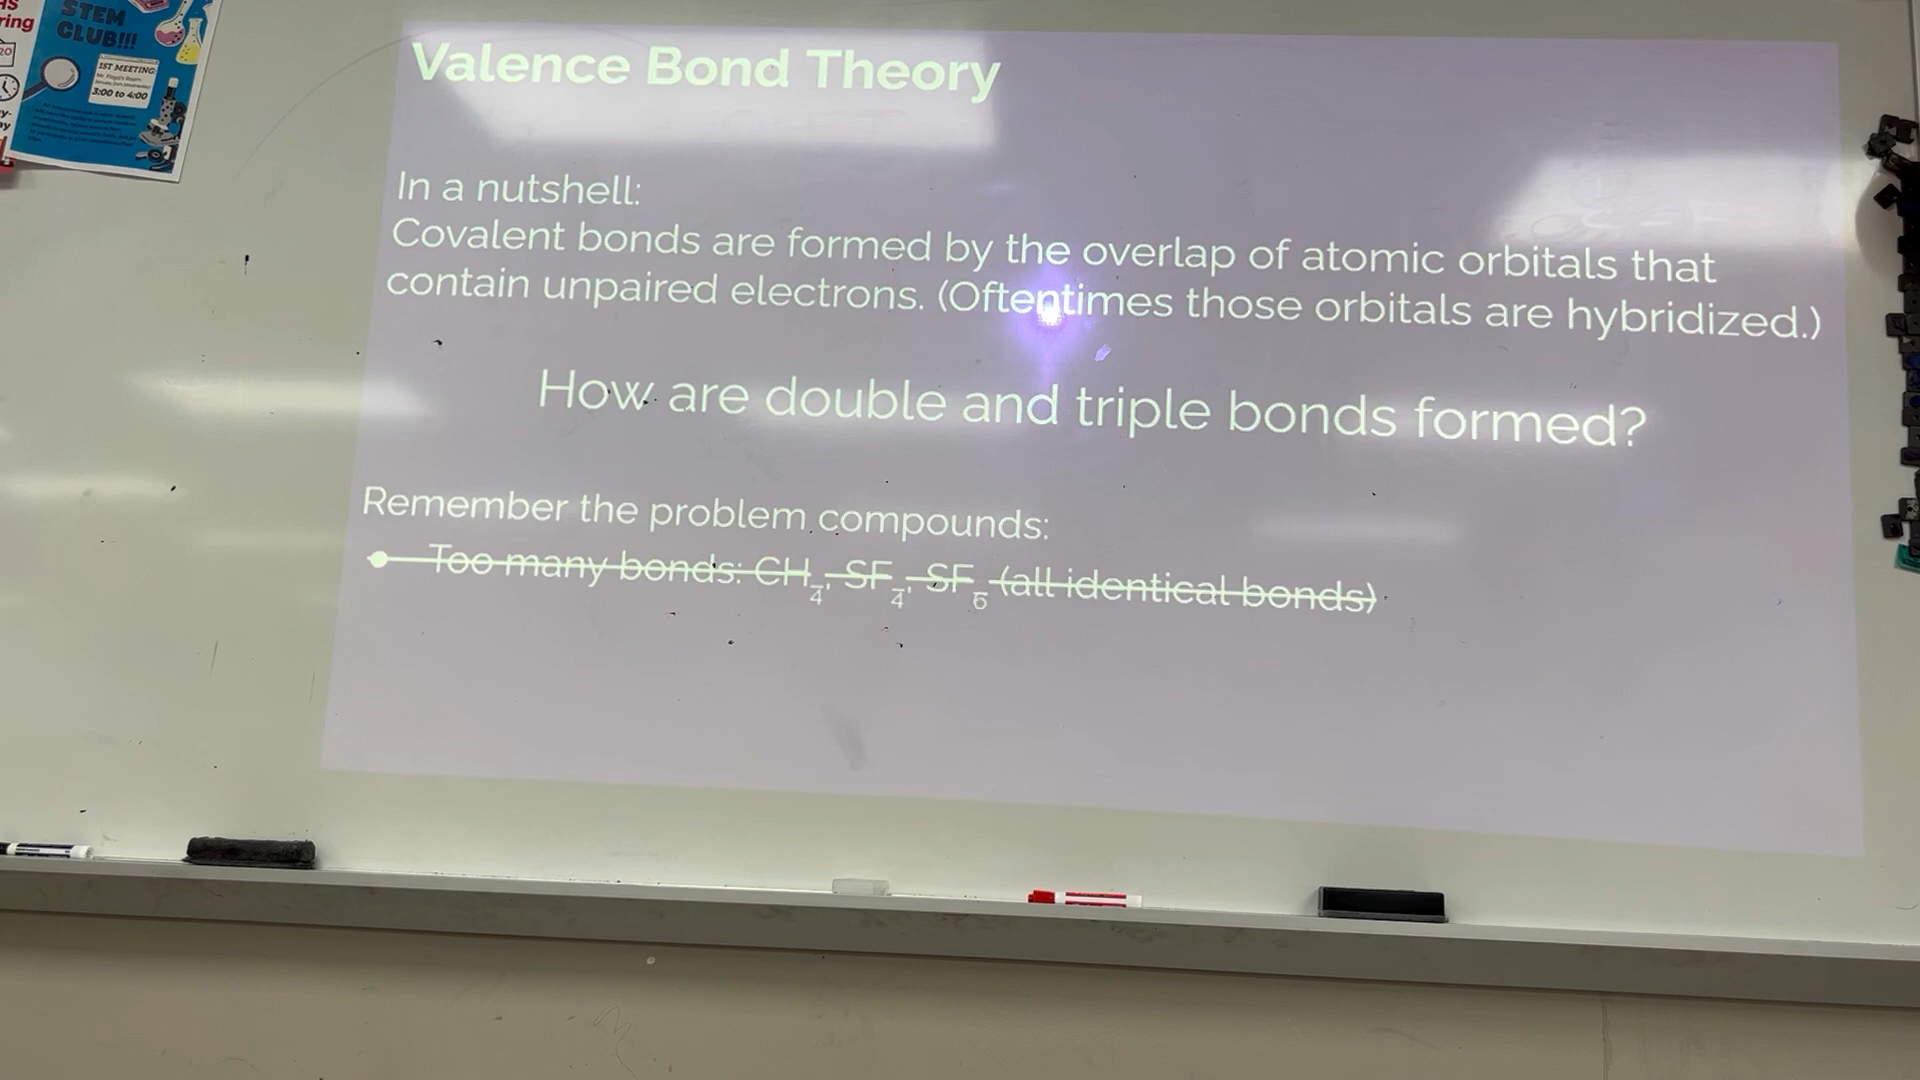 ring
20
STEM
CLUB!!!
1ST MEETING:
3:00 to 4:00
Valence Bond Theory
In a nutshell:
Covalent bonds are formed by the overlap of atomic orbitals that
contain unpaired electrons. (Oftentimes those orbitals are hybridized.)
How are double and triple bonds formed?
Remember the problem compounds:
● Too many bonds: CH₄, SF₄, SF₆ (all identical bonds)